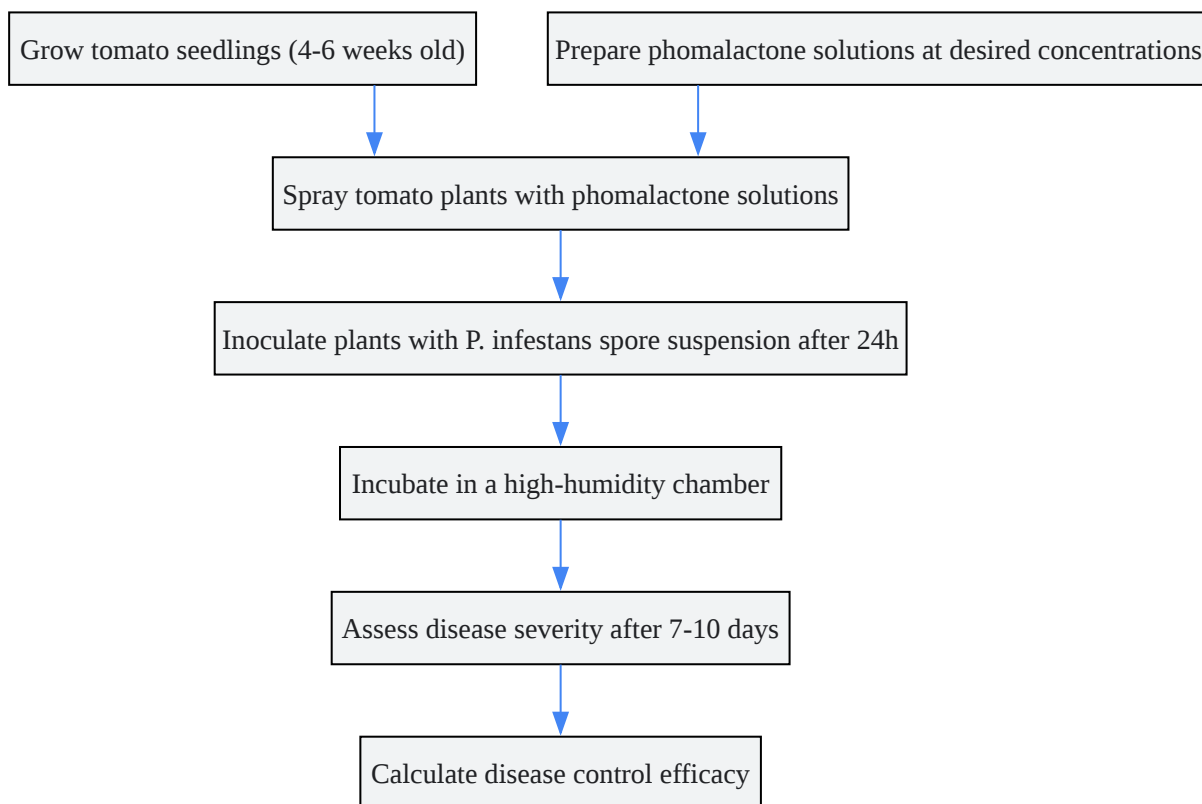 Grow tomato seedlings (4-6 weeks old)
Prepare phomalactone solutions at desired concentrations
Spray tomato plants with phomalactone solutions
Inoculate plants with P. infestans spore suspension after 24h
Incubate in a high-humidity chamber
Assess disease severity after 7-10 days
Calculate disease control efficacy